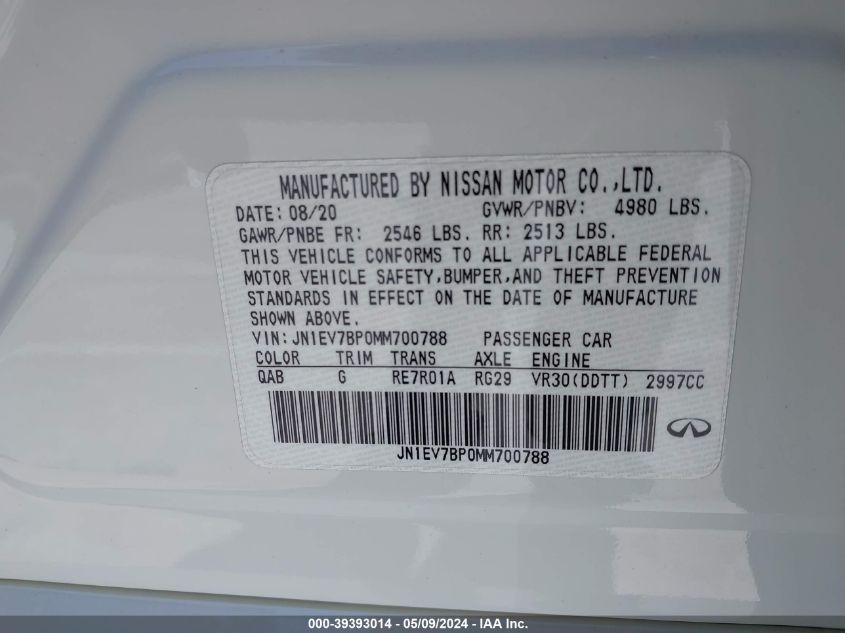 MANUFACTURED BY NISSAN MOTOR CO.,LTD.
DATE: 08/20 GVWR/PNBV: 4980 LBS.
GAWR/PNBE FR: 2546 LBS. RR: 2513 LBS.
THIS VEHICLE CONFORMS TO ALL APPLICABLE FEDERAL
MOTOR VEHICLE SAFETY,BUMPER,AND THEFT PREVENTION
STANDARDS IN EFFECT ON THE DATE OF MANUFACTURE
SHOWN ABOVE.
VIN:JN1EV7BP0MM700788 PASSENGER CAR
COLOR TRIM TRANS AXLE ENGINE
QAB G RE7R01A RG29 VR30(DDTT) 2997CC
JN1EV7BP0MM700788
000-39393014 - 05/09/2024 - IAA Inc.